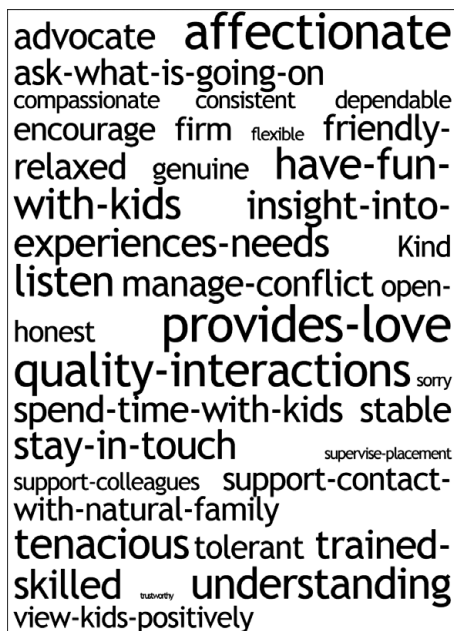 advocate affectionate
ask-what-is-going-on
compassionate consistent dependable
encourage firm flexible friendly-
relaxed genuine have-fun-
with-kids insight-into-
experiences-needs Kind
listen manage-conflict open-
honest provides-love
quality-interactions sorry
spend-time-with-kids stable
stay-in-touch supervise-placement
support-colleagues support-contact-
with-natural-family
tenacious tolerant trained-
skilled trustworthy understanding
view-kids-positively